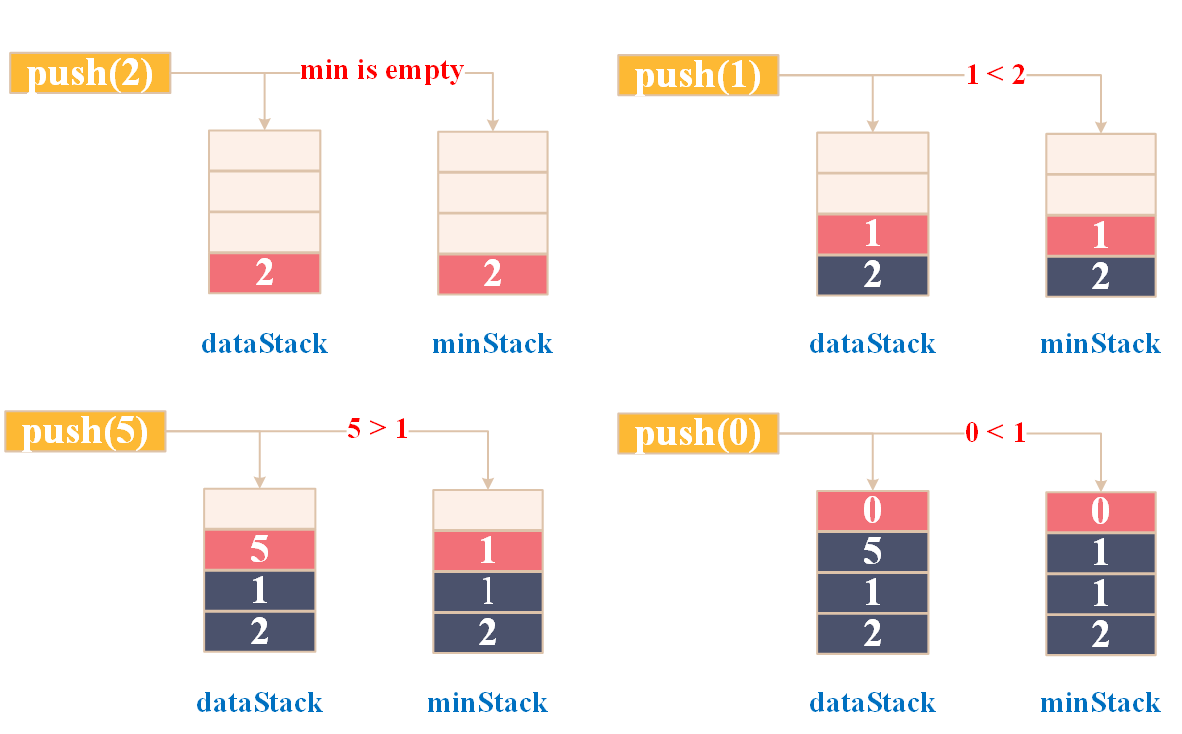 push(2)
min is empty
2
2
dataStack
minStack
push(1)
1 < 2
1
1
2
2
dataStack
minStack
push(5)
5 > 1
5
1
1
1
2
2
dataStack
minStack
push(0)
0 < 1
0
0
5
1
1
1
2
2
dataStack
minStack